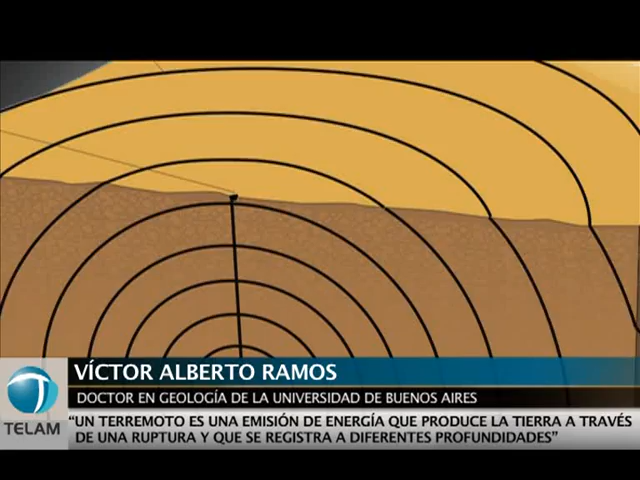 VÍCTOR ALBERTO RAMOS
DOCTOR EN GEOLOGÍA DE LA UNIVERSIDAD DE BUENOS AIRES
TELAM
“UN TERREMOTO ES UNA EMISIÓN DE ENERGÍA QUE PRODUCE LA TIERRA A TRAVÉS
DE UNA RUPTURA Y QUE SE REGISTRA A DIFERENTES PROFUNDIDADES”